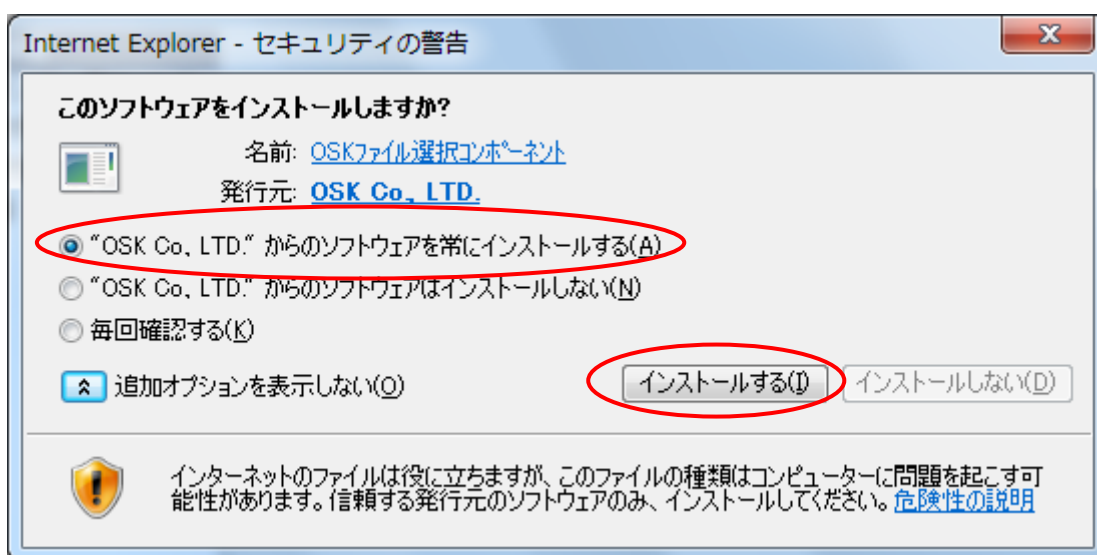 Internet Explorer - セキュリティの警告
このソフトウェアをインストールしますか?
名前: OSKファイル選択コンポーネント
発行元: OSK Co., LTD.
“OSK Co., LTD.” からのソフトウェアを常にインストールする(A)
“OSK Co., LTD.” からのソフトウェアはインストールしない(N)
毎回確認する(K)
追加オプションを表示しない(O) インストールする(I) インストールしない(D)
インターネットのファイルは役に立ちますが、このファイルの種類はコンピューターに問題を起こす可
能性があります。信頼する発行元のソフトウェアのみ、インストールしてください。危険性の説明